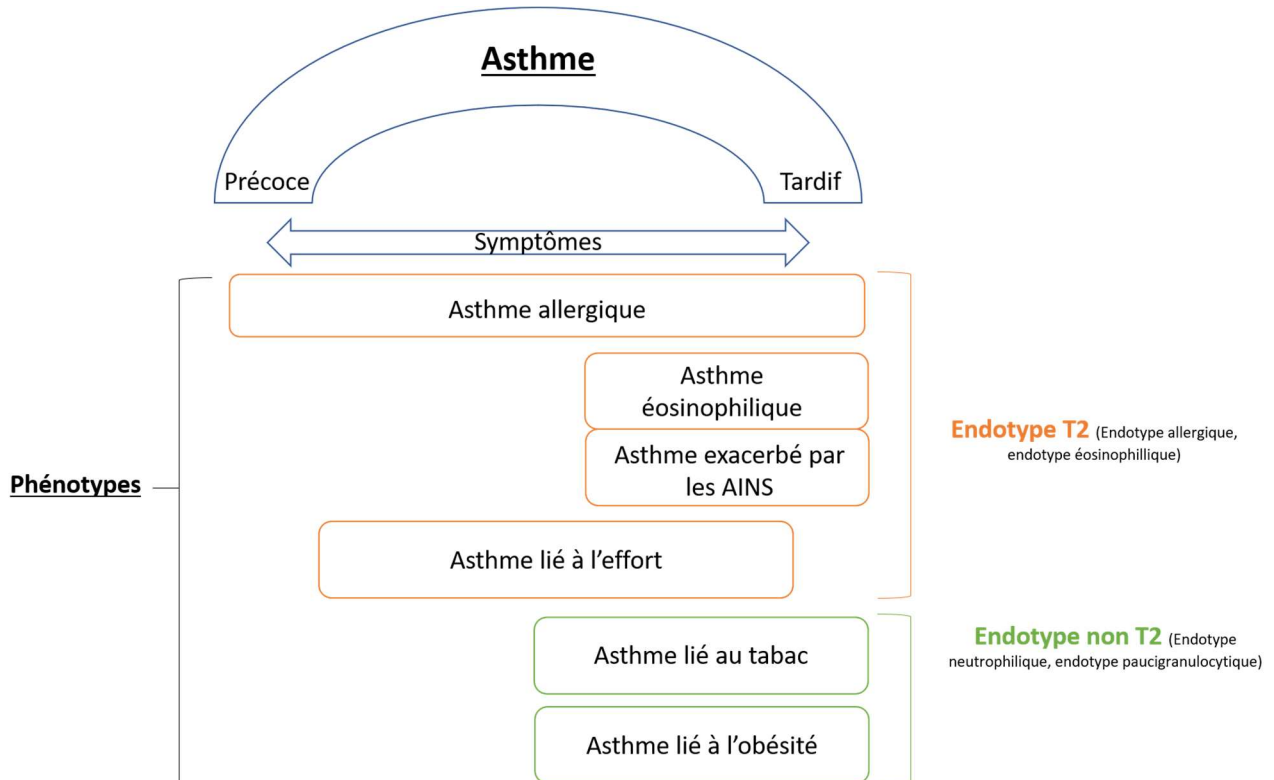 Asthme
Précoce
Tardif
Symptômes
Asthme allergique
Asthme
éosinophilique
Asthme exacerbé par
les AINS
Endotype T2 (Endotype allergique,
endotype éosinophillique)
Phénotypes
Asthme lié à l'effort
Asthme lié au tabac
Endotype non T2 (Endotype
neutrophilique, endotype paucigranulocytique)
Asthme lié à l'obésité